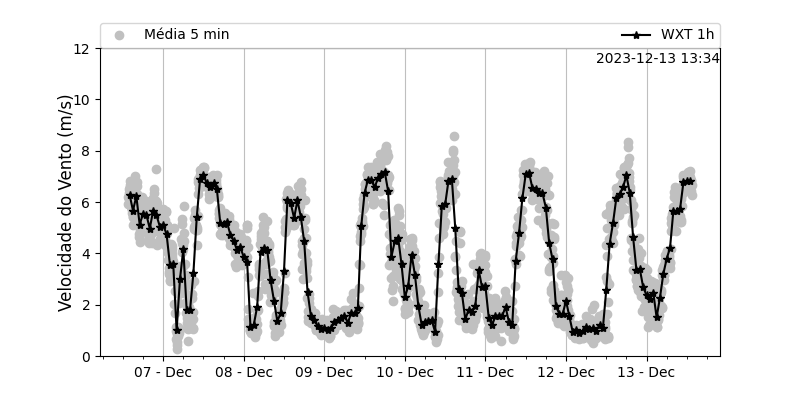 Média 5 min
WXT 1h
2023-12-13 13:34
Velocidade do Vento (m/s)
12
10
8
6
4
2
0
07 - Dec
08 - Dec
09 - Dec
10 - Dec
11 - Dec
12 - Dec
13 - Dec